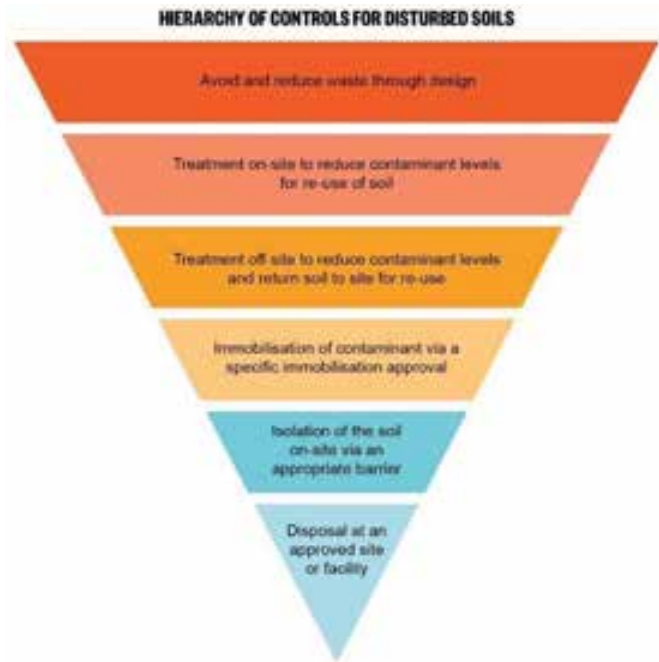 HIERARCHY OF CONTROLS FOR DISTURBED SOILS
Avoid and reduce waste through design
Treatment on-site to reduce contaminant levels
for re-use of soil
Treatment off site to reduce contaminant levels
and return soil to site for re-use
Immobilisation of contaminant via a
specific immobilisation approval
Isolation of the soil
on-site via an
appropriate barrier
Disposal at an
approved site
or facility